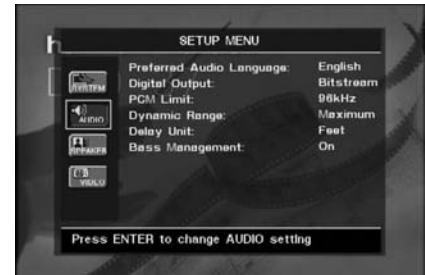 h
SETUP MENU
Preferred Audio Language: English
Digital Output: Bitstream
PCM Limit: 96kHz
Dynamic Range: Maximum
Delay Unit: Feet
Bass Management: On
SYSTEM
AUDIO
SPEAKER
VIDEO
Press ENTER to change AUDIO setting